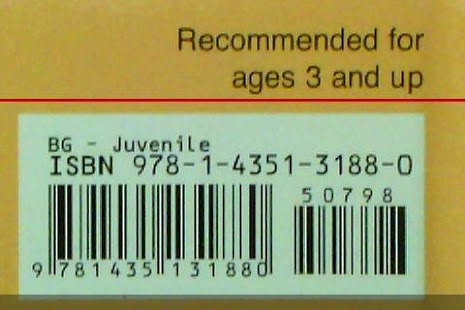 Recommended for
ages 3 and up
BG - Juvenile
ISBN 978-1-4351-3188-0
50798
9 781435 131880